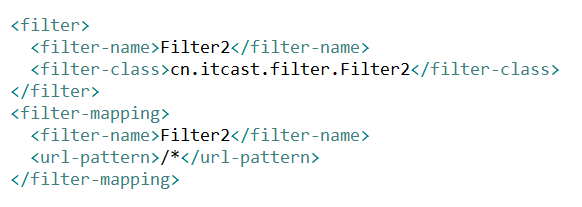 <filter>
  <filter-name>Filter2</filter-name>
  <filter-class>cn.itcast.filter.Filter2</filter-class>
</filter>
<filter-mapping>
  <filter-name>Filter2</filter-name>
  <url-pattern>/*</url-pattern>
</filter-mapping>